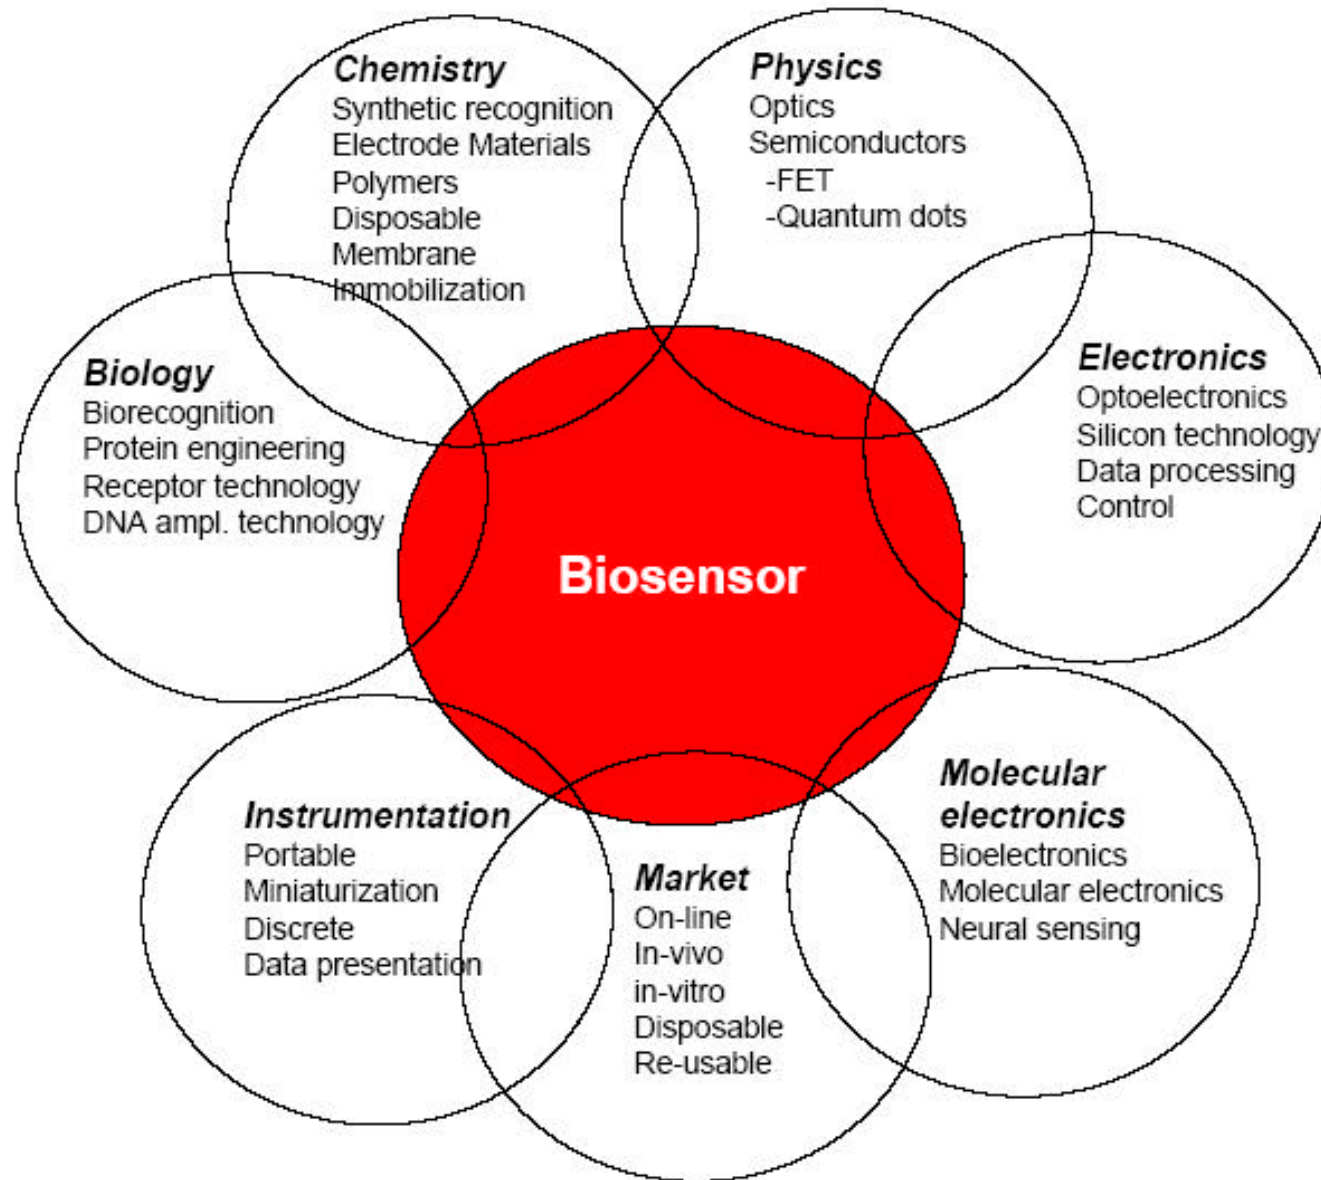 Chemistry
Synthetic recognition
Electrode Materials
Polymers
Disposable
Membrane
Immobilization
Physics
Optics
Semiconductors
-FET
-Quantum dots
Biology
Biorecognition
Protein engineering
Receptor technology
DNA ampl. technology
Electronics
Optoelectronics
Silicon technology
Data processing
Control
Biosensor
Instrumentation
Portable
Miniaturization
Discrete
Data presentation
Market
On-line
In-vivo
in-vitro
Disposable
Re-usable
Molecular
electronics
Bioelectronics
Molecular electronics
Neural sensing